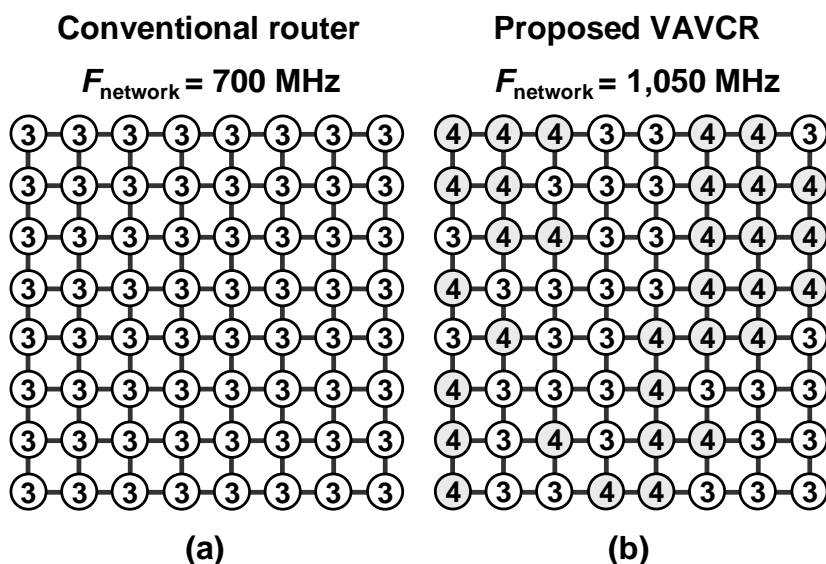 Conventional router
F_network = 700 MHz
3 3 3 3 3 3 3 3
3 3 3 3 3 3 3 3
3 3 3 3 3 3 3 3
3 3 3 3 3 3 3 3
3 3 3 3 3 3 3 3
3 3 3 3 3 3 3 3
3 3 3 3 3 3 3 3
3 3 3 3 3 3 3 3
(a)
Proposed VAVCR
F_network = 1,050 MHz
4 4 4 3 3 4 4 3
4 4 3 3 3 4 4 4
3 4 4 3 3 4 4 4
4 3 3 3 3 4 4 4
3 4 3 3 4 4 4 3
4 3 3 3 4 3 3 3
4 3 4 3 4 4 3 3
4 3 3 4 4 3 3 3
(b)